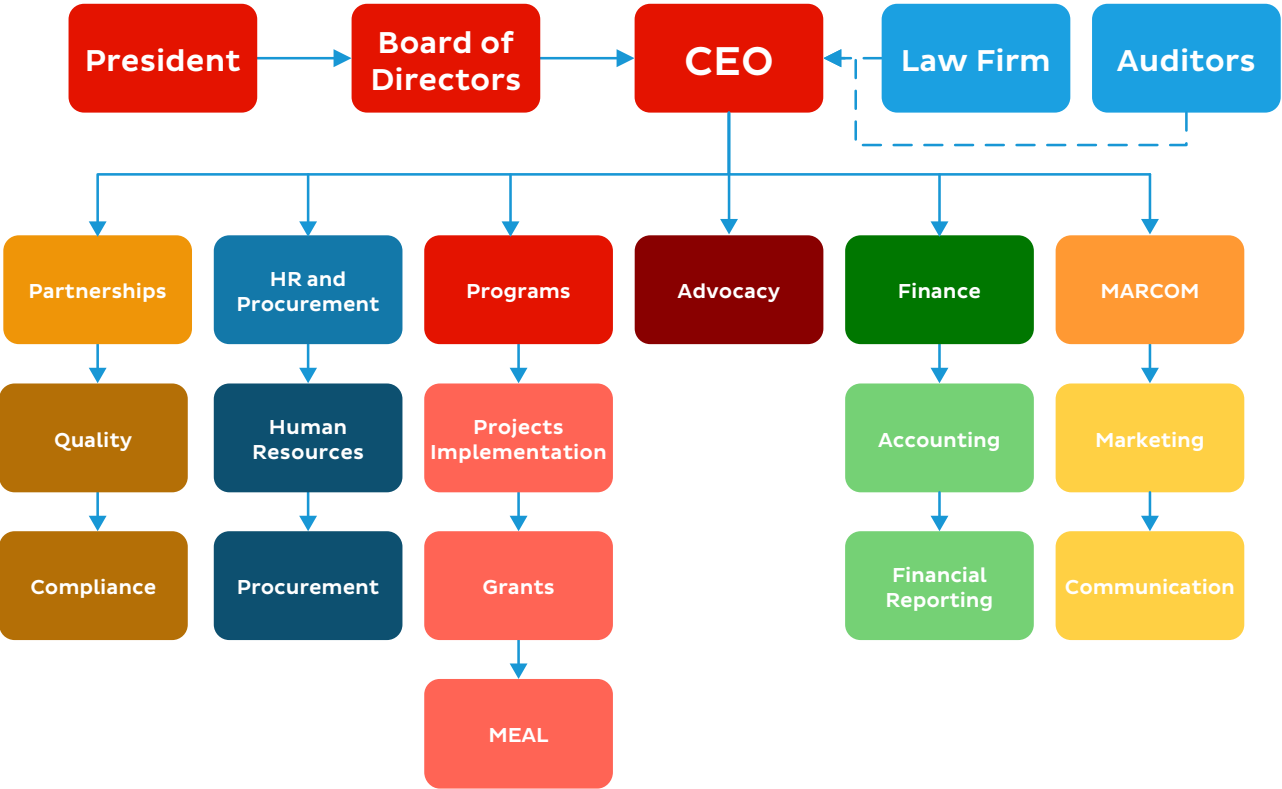 President
Board of
Directors
CEO
Law Firm
Auditors
Partnerships
HR and
Procurement
Programs
Advocacy
Finance
MARCOM
Quality
Human
Resources
Projects
Implementation
Accounting
Marketing
Compliance
Procurement
Grants
Financial
Reporting
Communication
MEAL